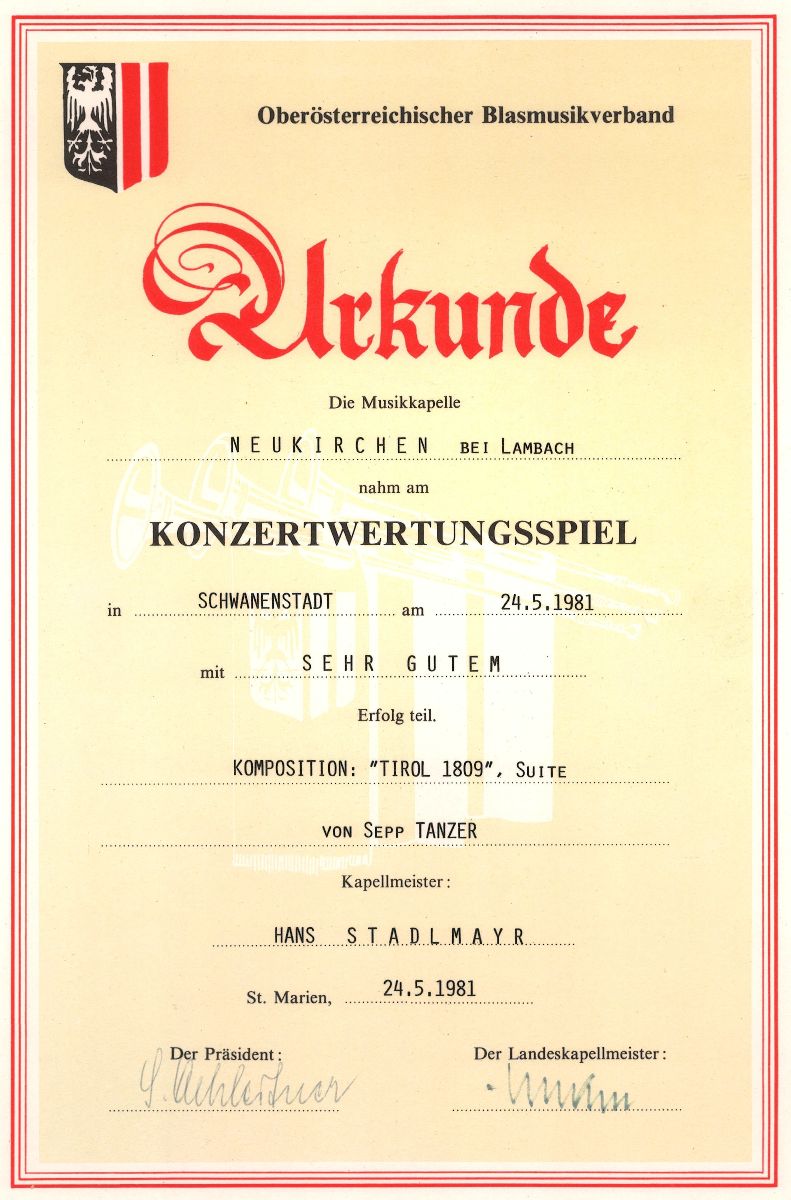 Oberösterreichischer Blasmusikverband
Urkunde
Die Musikkapelle
NEUKIRCHEN BEI LAMBACH
nahm am
KONZERTWERTUNGSSPIEL
in SCHWANENSTADT am 24.5.1981
mit SEHR GUTEM
Erfolg teil.
KOMPOSITION: "TIROL 1809", SUITE
VON SEPP TANZER
Kapellmeister:
HANS STADLMAYR
St. Marien, 24.5.1981
Der Präsident: Der Landeskapellmeister: